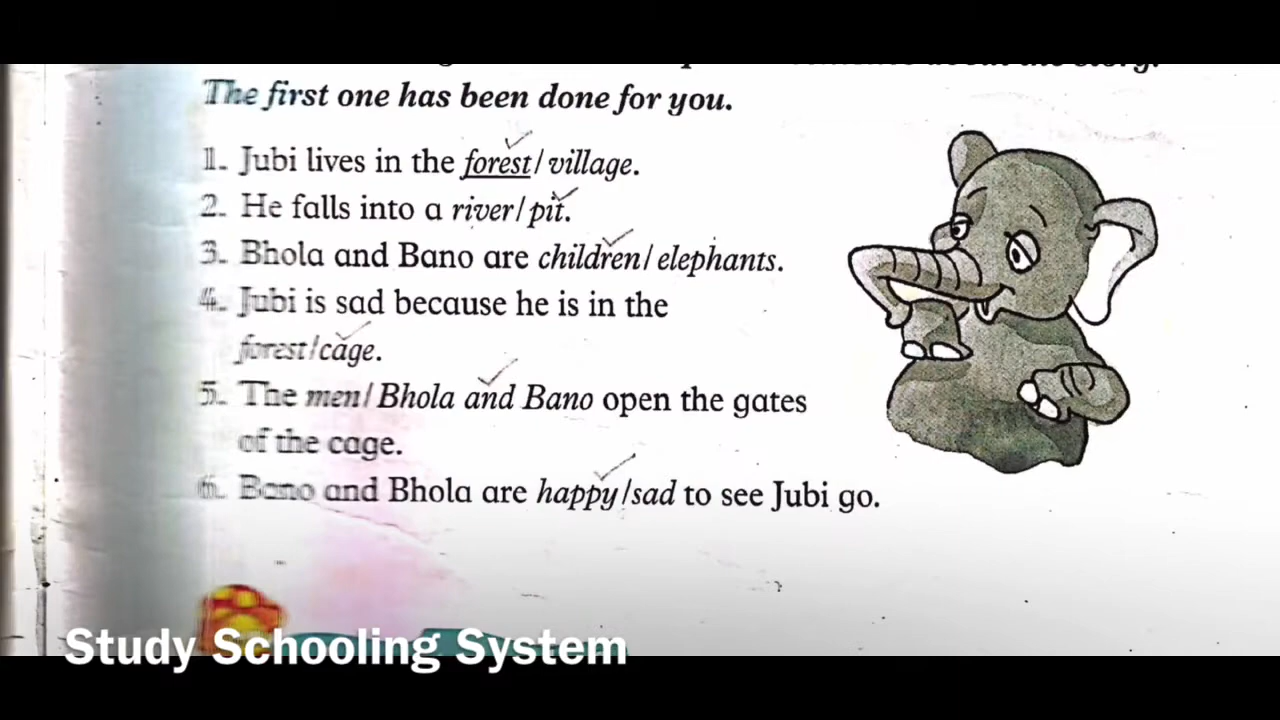 about the story.
The first one has been done for you.
1. Jubi lives in the forest/ village.
2. He falls into a river/ pit.
3. Bhola and Bano are children/ elephants.
4. Jubi is sad because he is in the
forest/cage.
5. The men/ Bhola and Bano open the gates
of the cage.
6. Bano and Bhola are happy/sad to see Jubi go.
Study Schooling System